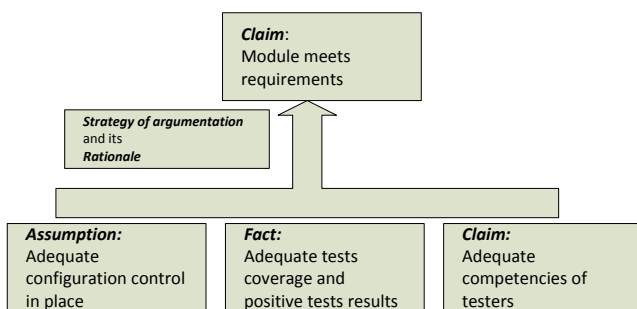 Claim:
Module meets
requirements
Strategy of argumentation
and its
Rationale
Assumption:
Adequate
configuration control
in place
Fact:
Adequate tests
coverage and
positive tests results
Claim:
Adequate
competencies of
testers